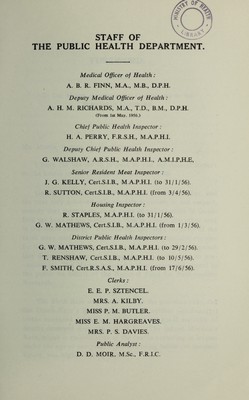 MINISTRY OF HEALTH
LIBRARY
STAFF OF
THE PUBLIC HEALTH DEPARTMENT.
Medical Officer of Health :
A. B. R. FINN, M.A., M.B., D.P.H.
Deputy Medical Officer of Health :
A. H. M. RICHARDS, M.A., T.D., B.M., D.P.H.
(From 1st May, 1956.)
Chief Public Health Inspector :
H. A. PERRY, F.R.S.H., M.A.P.H.I.
Deputy Chief Public Health Inspector :
G. WALSHAW, A.R.S.H., M.A.P.H.I., A.M.I.P.H.E,
Senior Resident Meat Inspector :
J. G. KELLY, Cert.S.I.B., M.A.P.H.I. (to 31/1/56).
R. SUTTON, Cert.S.I.B., M.A.P.H.I. (from 3/4/56).
Housing Inspector :
R. STAPLES, M.A.P.H.I. (to 31/1/56).
G. W. MATHEWS, Cert.S.I.B., M.A.P.H.I. (from 1/3/56).
District Public Health Inspectors :
G. W. MATHEWS, Cert.S.I.B., M.A.P.H.I. (to 29/2/56).
T. RENSHAW, Cert.S.I.B., M.A.P.H.I. (to 10/5/56).
F. SMITH, Cert.R.S.A.S., M.A.P.H.I. (from 17/6/56).
Clerks :
E. E. P. SZTENCEL.
MRS. A. KILBY.
MISS P. M. BUTLER.
MISS E. M. HARGREAVES.
MRS. P. S. DAVIES.
Public Analyst :
D. D. MOIR, M.Sc., F.R.I.C.